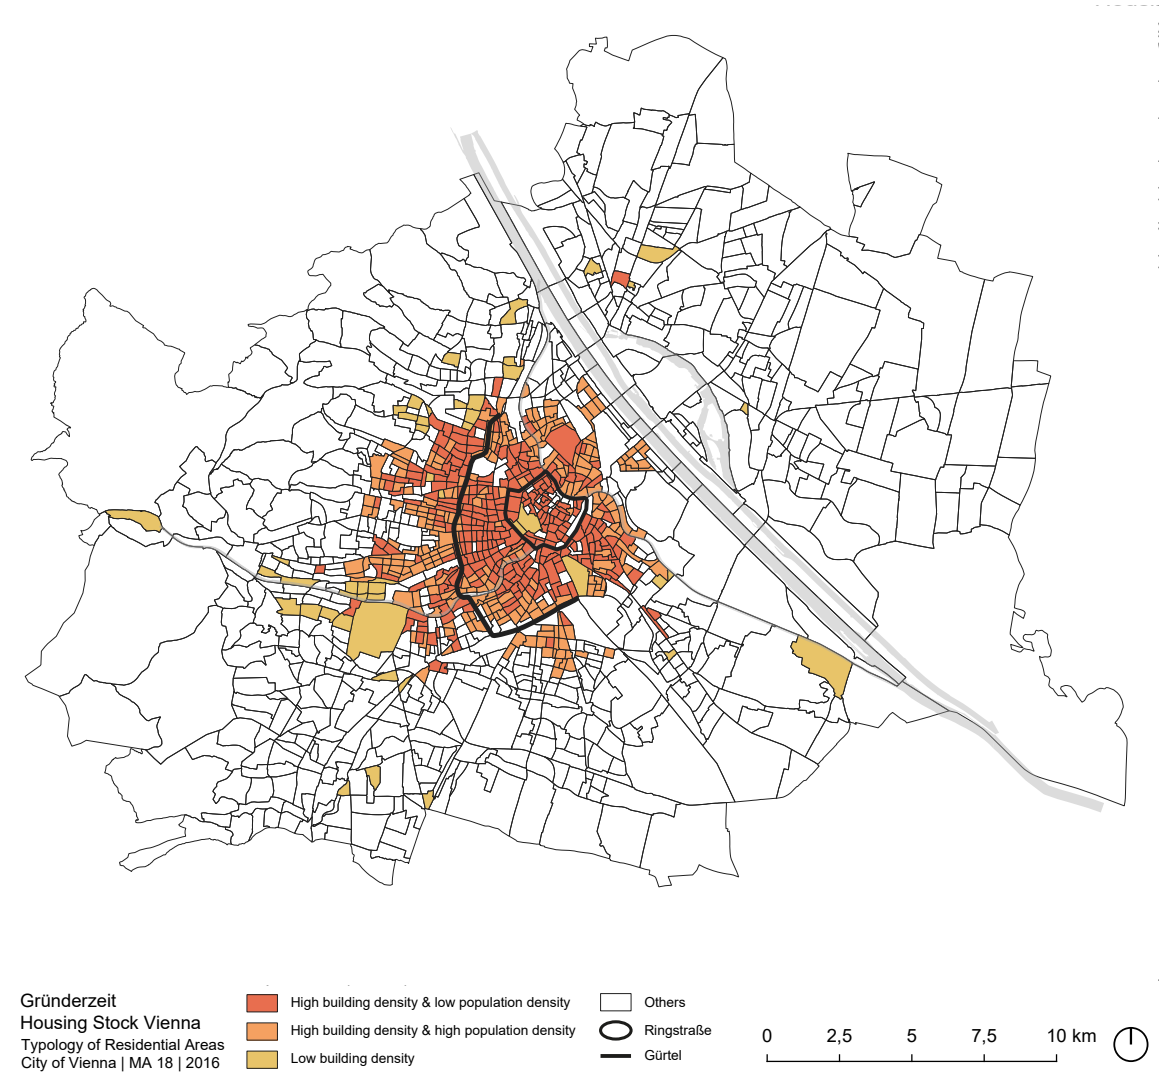 Gründerzeit
Housing Stock Vienna
Typology of Residential Areas
City of Vienna | MA 18 | 2016
High building density & low population density
High building density & high population density
Low building density
Others
Ringstraße
Gürtel
0 2,5 5 7,5 10 km